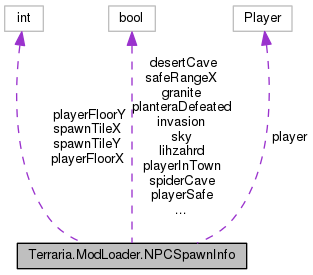 int
bool
Player
desertCave
safeRangeX
granite
planteraDefeated
invasion
sky
lihzahrd
playerInTown
spiderCave
playerSafe
...
playerFloorY
spawnTileX
spawnTileY
playerFloorX
player
Terraria.ModLoader.NPCSpawnInfo